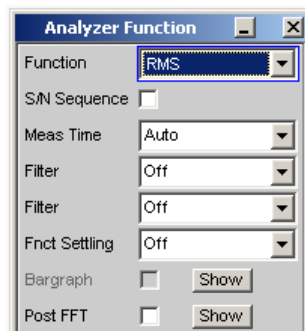 Analyzer Function
Function RMS
S/N Sequence
Meas Time Auto
Filter Off
Filter Off
Fnct Settling Off
Bargraph Show
Post FFT Show